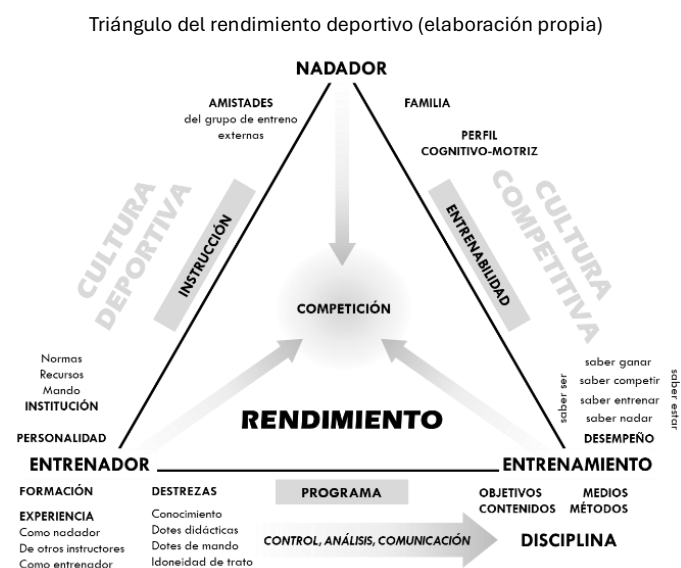 Triángulo del rendimiento deportivo (elaboración propia)
NADADOR
AMISTADES
del grupo de entreno
externas
FAMILIA
PERFIL
COGNITIVO-MOTRIZ
CULTURA
DEPORTIVA
INSTRUCCIÓN
ENTRENABILIDAD
CULTURA
COMPETITIVA
COMPETICIÓN
Normas
Recursos
Mando
INSTITUCIÓN
PERSONALIDAD
RENDIMIENTO
saber ser
saber ganar
saber competir
saber entrenar
saber nadar
saber estar
DESEMPEÑO
ENTRENADOR
ENTRENAMIENTO
FORMACIÓN
EXPERIENCIA
Como nadador
De otros instructores
Como entrenador
DESTREZAS
Conocimiento
Dotes didácticas
Dotes de mando
Idoneidad de trato
PROGRAMA
CONTROL, ANÁLISIS, COMUNICACIÓN
OBJETIVOS
CONTENIDOS
MEDIOS
MÉTODOS
DISCIPLINA